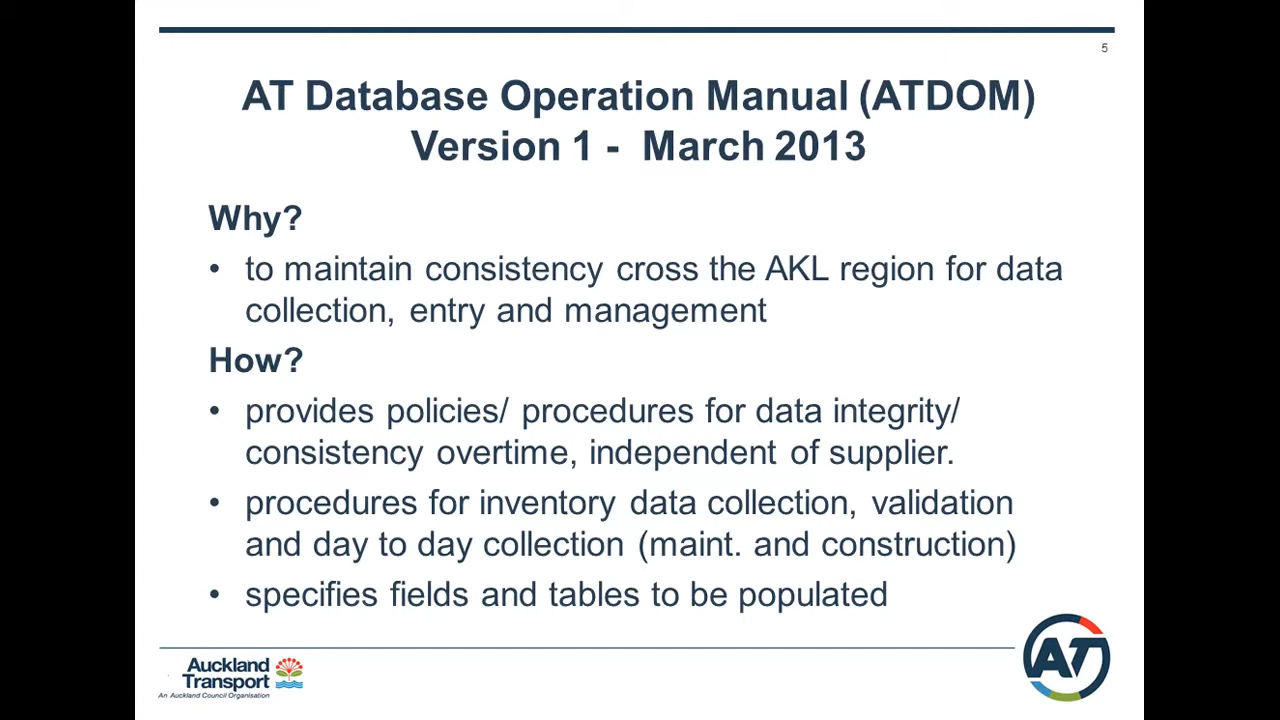 5
AT Database Operation Manual (ATDOM)
Version 1 - March 2013
Why?
• to maintain consistency cross the AKL region for data
collection, entry and management
How?
• provides policies/ procedures for data integrity/
consistency overtime, independent of supplier.
• procedures for inventory data collection, validation
and day to day collection (maint. and construction)
• specifies fields and tables to be populated
Auckland
Transport
An Auckland Council Organisation
AT